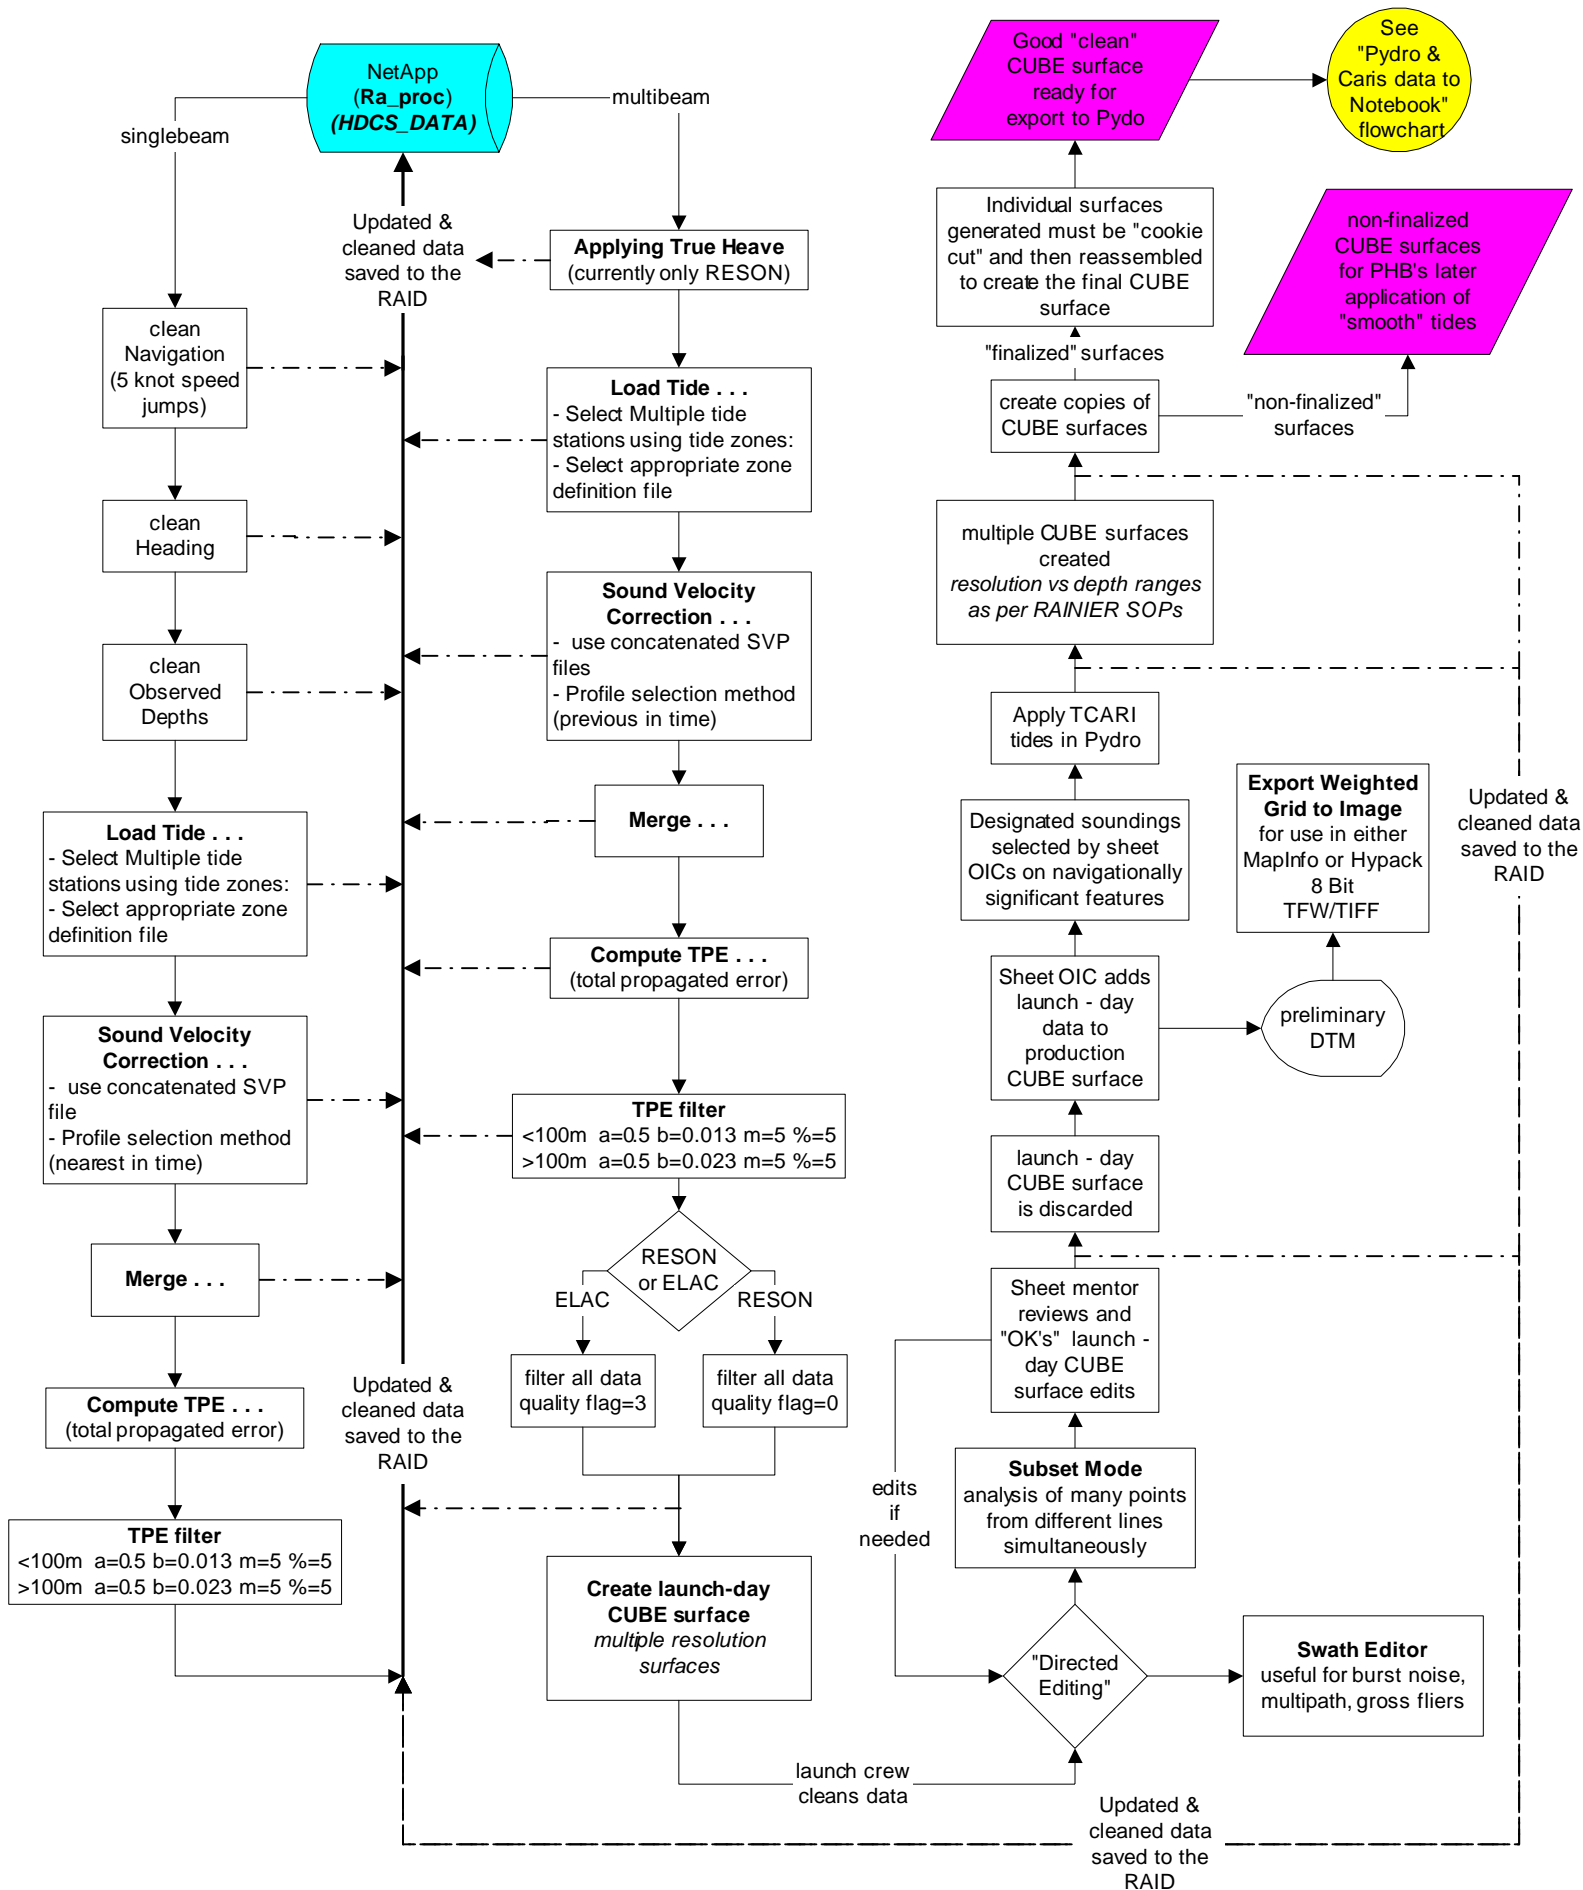 NetApp
(Ra_proc)
(HDCS_DATA)
singlebeam
multibeam
Updated &
cleaned data
saved to the
RAID
clean
Navigation
(5 knot speed
jumps)
clean
Heading
clean
Observed
Depths
Load Tide . . .
- Select Multiple tide
stations using tide zones:
- Select appropriate zone
definition file
Sound Velocity
Correction . . .
- use concatenated SVP
file
- Profile selection method
(nearest in time)
Merge . . .
Compute TPE . . .
(total propagated error)
TPE filter
<100m a=0.5 b=0.013 m=5 %=5
>100m a=0.5 b=0.023 m=5 %=5
Applying True Heave
(currently only RESON)
Load Tide . . .
- Select Multiple tide
stations using tide zones:
- Select appropriate zone
definition file
Sound Velocity
Correction . . .
- use concatenated SVP
files
- Profile selection method
(previous in time)
Merge . . .
Compute TPE . . .
(total propagated error)
TPE filter
<100m a=0.5 b=0.013 m=5 %=5
>100m a=0.5 b=0.023 m=5 %=5
RESON
or ELAC
ELAC
RESON
filter all data
quality flag=3
filter all data
quality flag=0
Updated &
cleaned data
saved to the
RAID
Create launch-day
CUBE surface
multiple resolution
surfaces
launch crew
cleans data
"Directed
Editing"
Swath Editor
useful for burst noise,
multipath, gross fliers
Subset Mode
analysis of many points
from different lines
simultaneously
edits
if
needed
Sheet mentor
reviews and
"OK's" launch -
day CUBE
surface edits
launch - day
CUBE surface
is discarded
Sheet OIC adds
launch - day
data to
production
CUBE surface
preliminary
DTM
Export Weighted
Grid to Image
for use in either
MapInfo or Hypack
8 Bit
TFW/TIFF
Designated soundings
selected by sheet
OICs on navigationally
significant features
Apply TCARI
tides in Pydro
multiple CUBE surfaces
created
resolution vs depth ranges
as per RAINIER SOPs
create copies of
CUBE surfaces
"finalized" surfaces
"non-finalized"
surfaces
Individual surfaces
generated must be "cookie
cut" and then reassembled
to create the final CUBE
surface
non-finalized
CUBE surfaces
for PHB's later
application of
"smooth" tides
Good "clean"
CUBE surface
ready for
export to Pydo
See
"Pydro &
Caris data to
Notebook"
flowchart
Updated &
cleaned data
saved to the
RAID
Updated &
cleaned data
saved to the
RAID